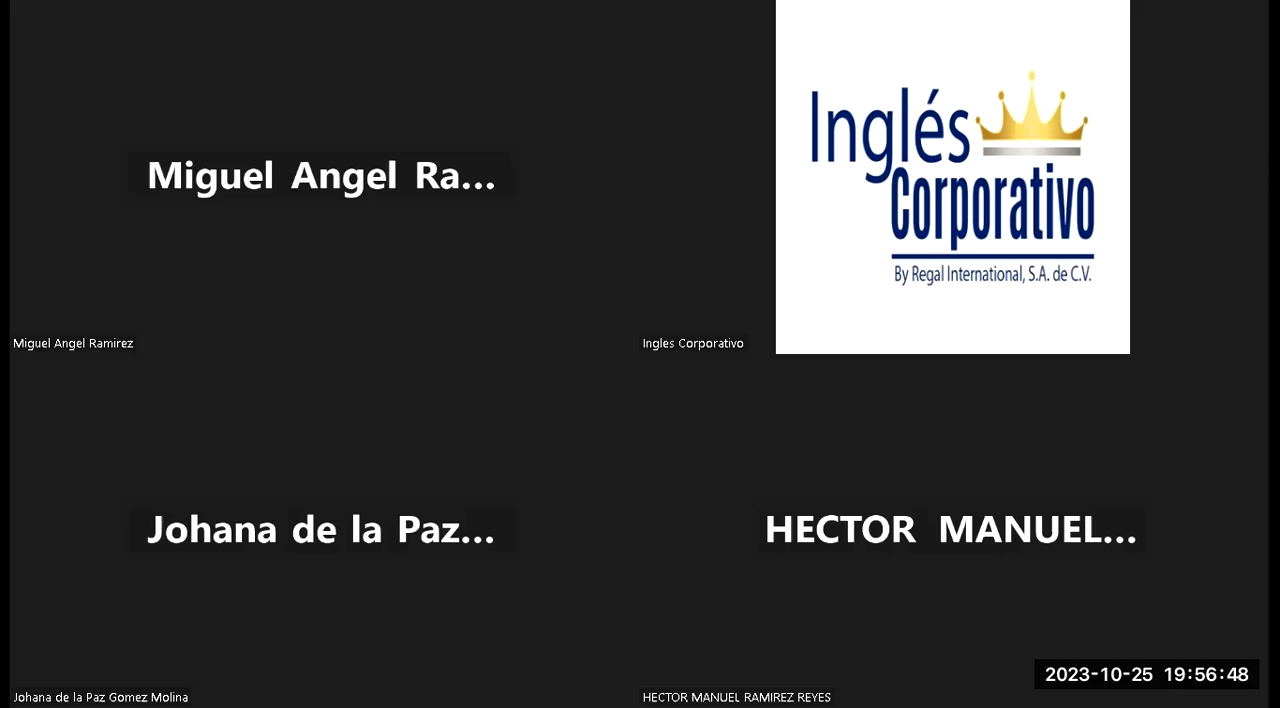 Miguel Angel Ra...
Miguel Angel Ramirez
Inglés
Corporativo
By Regal International, S.A. de C.V.
Ingles Corporativo
Johana de la Paz...
Johana de la Paz Gomez Molina
HECTOR MANUEL...
HECTOR MANUEL RAMIREZ REYES
2023-10-25 19:56:48